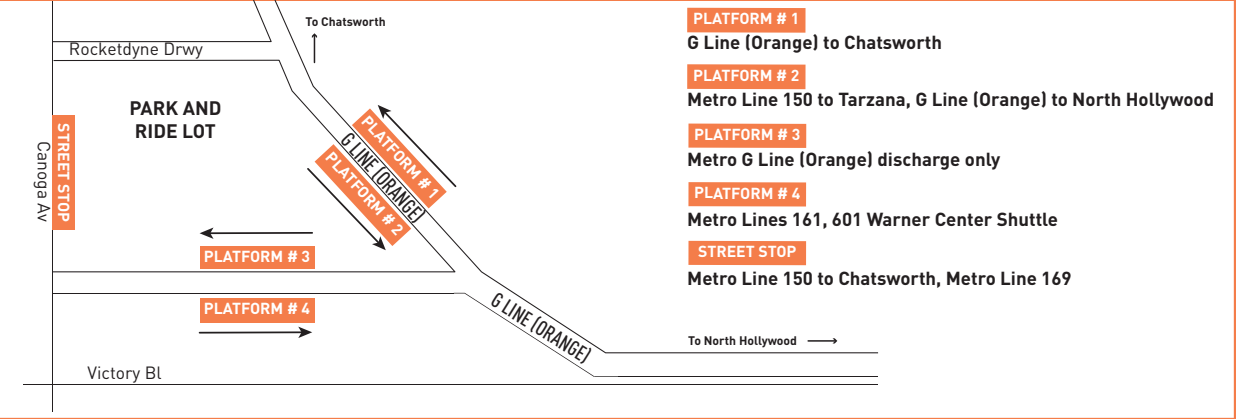 To Chatsworth
Rocketdyne Drwy
PARK AND
RIDE LOT
STREET STOP
Canoga Av
PLATFORM # 1
G LINE (ORANGE)
PLATFORM # 2
PLATFORM # 3
PLATFORM # 4
G LINE (ORANGE)
To North Hollywood
Victory Bl
PLATFORM # 1
G Line (Orange) to Chatsworth
PLATFORM # 2
Metro Line 150 to Tarzana, G Line (Orange) to North Hollywood
PLATFORM # 3
Metro G Line (Orange) discharge only
PLATFORM # 4
Metro Lines 161, 601 Warner Center Shuttle
STREET STOP
Metro Line 150 to Chatsworth, Metro Line 169